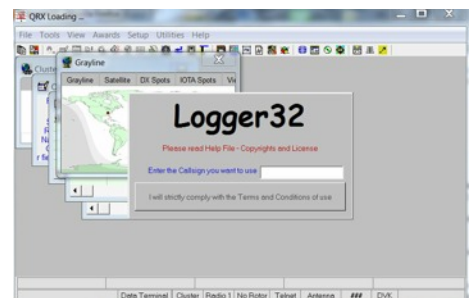 QRX Loading ...
File Tools View Awards Setup Utilities Help
Cluste
Grayline
Grayline Satellite DX Spots IOTA Spots
Logger32
Please read Help File - Copyrights and License
Enter the Callsign you want to use
I will strictly comply with the Terms and Conditions of use
Data Terminal Cluster Radio 1 No Rotor Telnet Antenna ### DVK